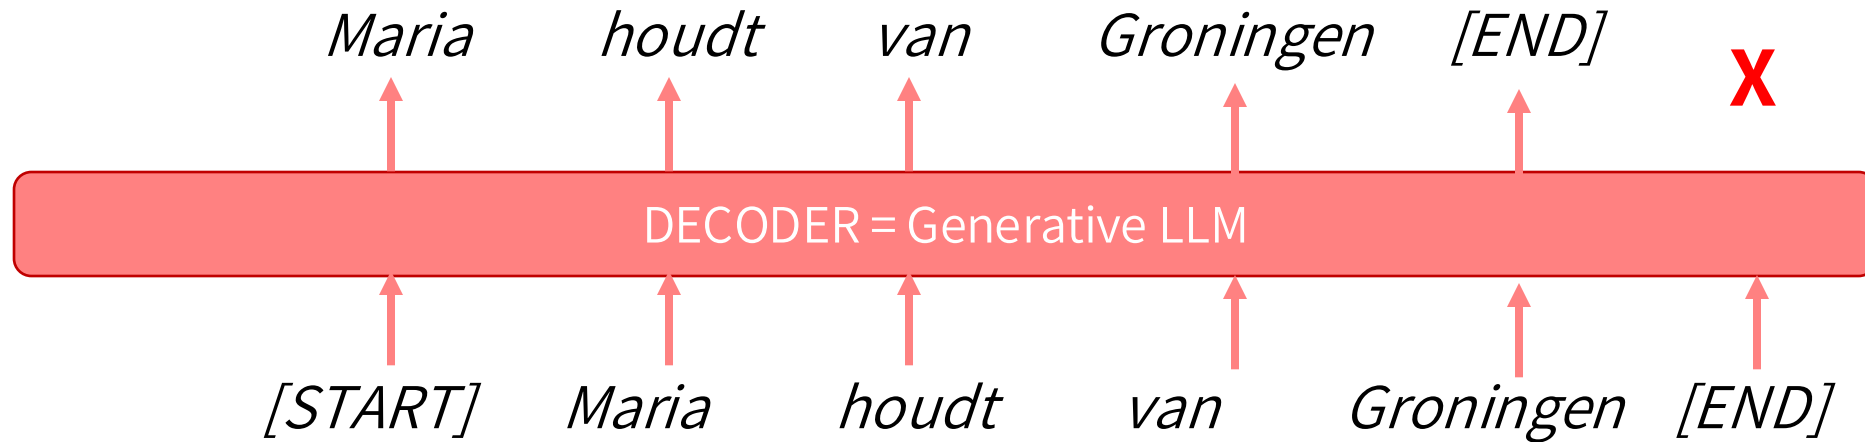 Maria houdt van Groningen [END] X
DECODER = Generative LLM
[START] Maria houdt van Groningen [END]